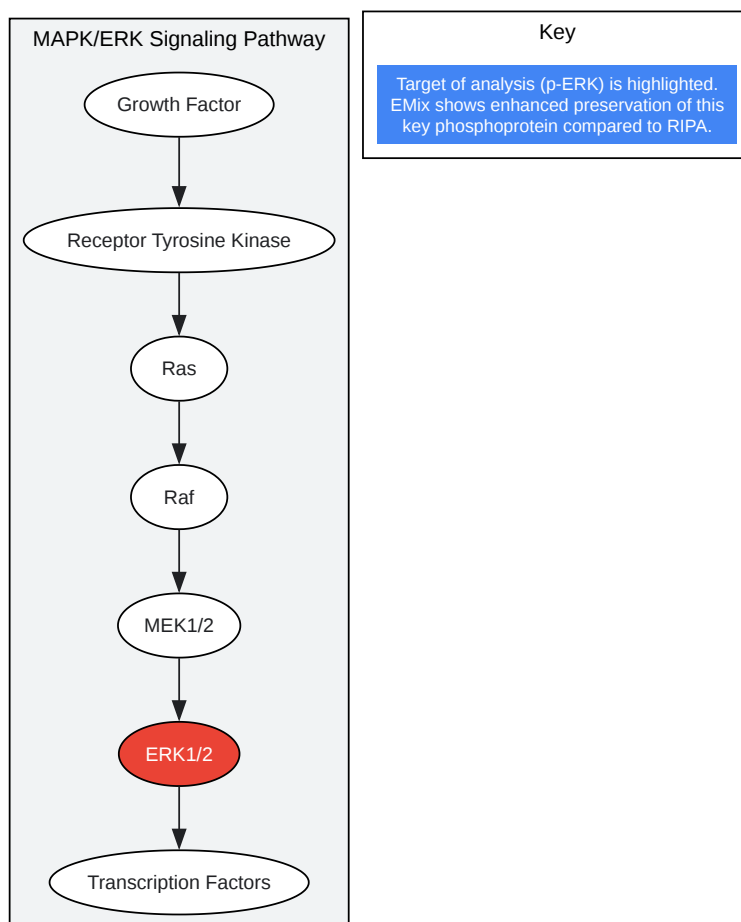 MAPK/ERK Signaling Pathway
Growth Factor
Receptor Tyrosine Kinase
Ras
Raf
MEK1/2
ERK1/2
Transcription Factors
Key
Target of analysis (p-ERK) is highlighted.
EMix shows enhanced preservation of this
key phosphoprotein compared to RIPA.